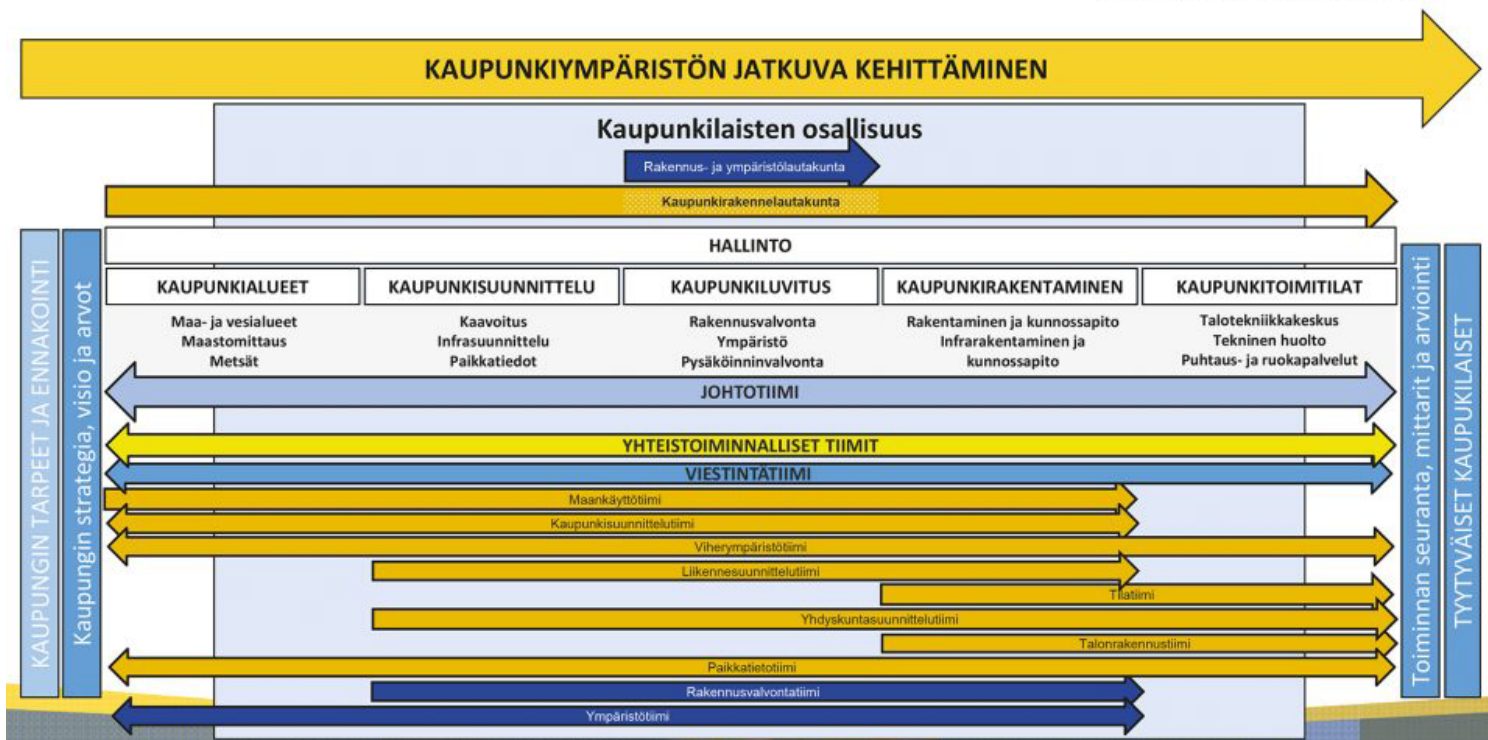 KAUPUNKIYMPÄRISTÖN JATKUVA KEHITTÄMINEN
Kaupunkilaisten osallisuus
Rakennus- ja ympäristölautakunta
Kaupunkirakennelautakunta
KAUPUNGIN TARPEET JA ENNAKOINTI
Kaupungin strategia, visio ja arvot
HALLINTO
KAUPUNKIALUEET
Maa- ja vesialueet
Maastomittaus
Metsät
KAUPUNKISUUNNITTELU
Kaavoitus
Infrasuunnittelu
Paikkatiedot
KAUPUNKILUVITUS
Rakennusvalvonta
Ympäristö
Pysäköinninvalvonta
KAUPUNKIRAKENTAMINEN
Rakentaminen ja kunnossapito
Infrarakentaminen ja
kunnossapito
KAUPUNKITOIMITILAT
Talotekniikkakeskus
Tekninen huolto
Puhtaus- ja ruokapalvelut
JOHTOTIIMI
YHTEISTOIMINNALLISET TIIMIT
VIESTINTÄTIIMI
Maankäyttötiimi
Kaupunkisuunnittelutiimi
Viherympäristötiimi
Liikennesuunnittelutiimi
Tilatiimi
Yhdyskuntasuunnittelutiimi
Talonrakennustiimi
Paikkatietotiimi
Rakennusvalvontatiimi
Ympäristötiimi
Toiminnan seuranta, mittarit ja arviointi
TYYTYVÄISET KAUPUKILAISET